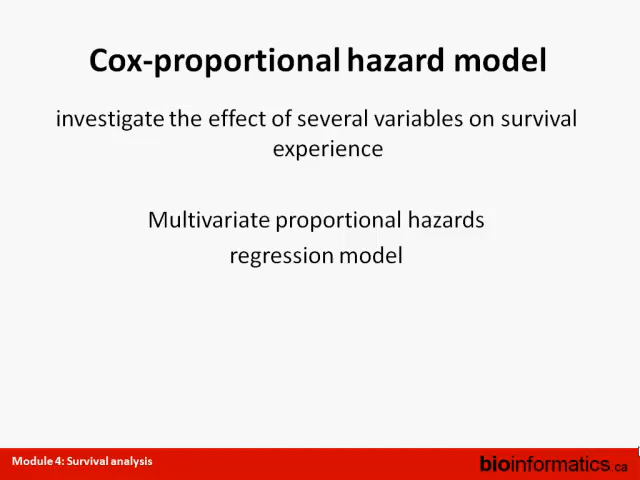 Cox-proportional hazard model
investigate the effect of several variables on survival
experience
Multivariate proportional hazards
regression model
Module 4: Survival analysis
bioinformatics.ca